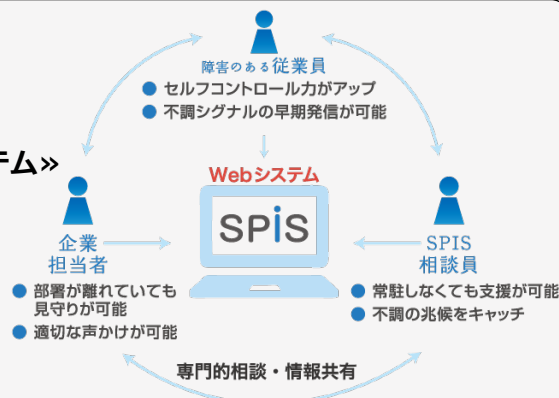 障害のある従業員
● セルフコントロール力がアップ
● 不調シグナルの早期発信が可能
テム»
Webシステム
SPiS
企業
担当者
● 部署が離れていても
見守りが可能
● 適切な声かけが可能
SPIS
相談員
● 常駐しなくても支援が可能
● 不調の兆候をキャッチ
専門的相談・情報共有